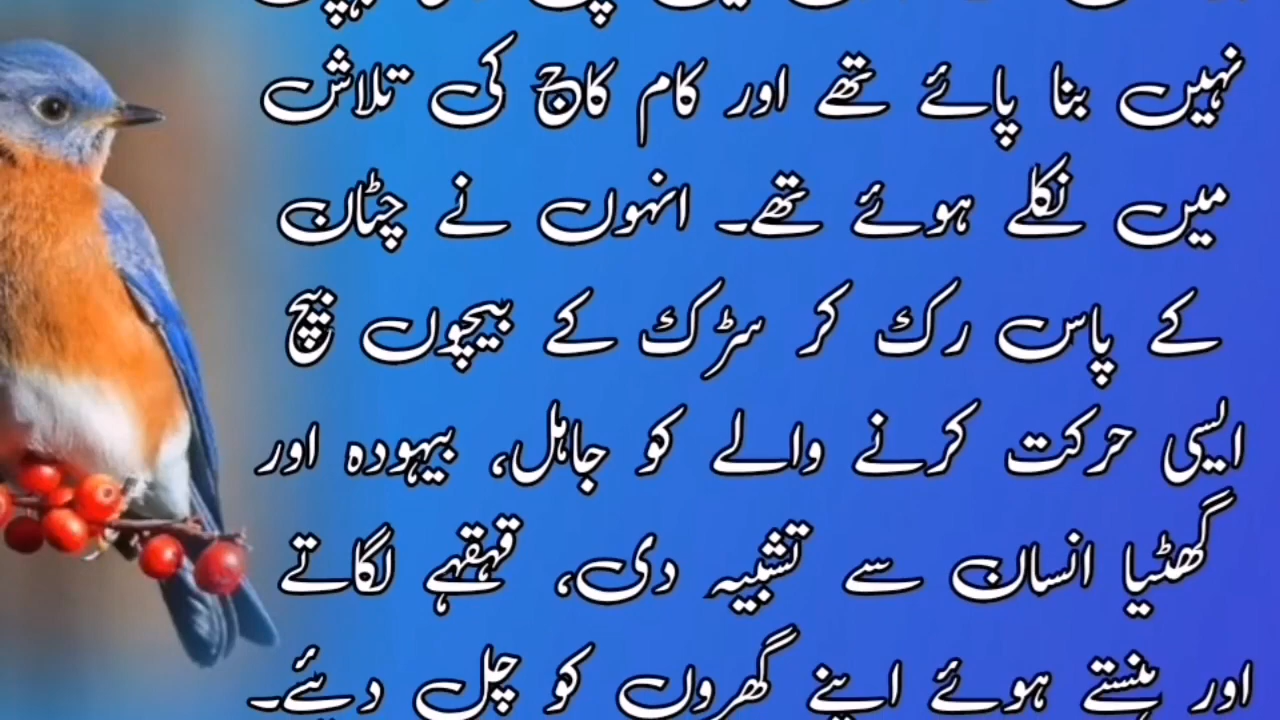 نہیں بنا پائے تھے اور کام کاج کی تلاش
میں نکلے ہوئے تھے۔ انہوں نے چٹان
کے پاس رک کر سڑک کے بیچوں بیچ
ایسی حرکت کرنے والے کو جاہل، بیہودہ اور
گھٹیا انسان سے تشبیہ دی، قہقہے لگاتے
اور ہنستے ہوئے اپنے گھروں کو چل دیئے۔